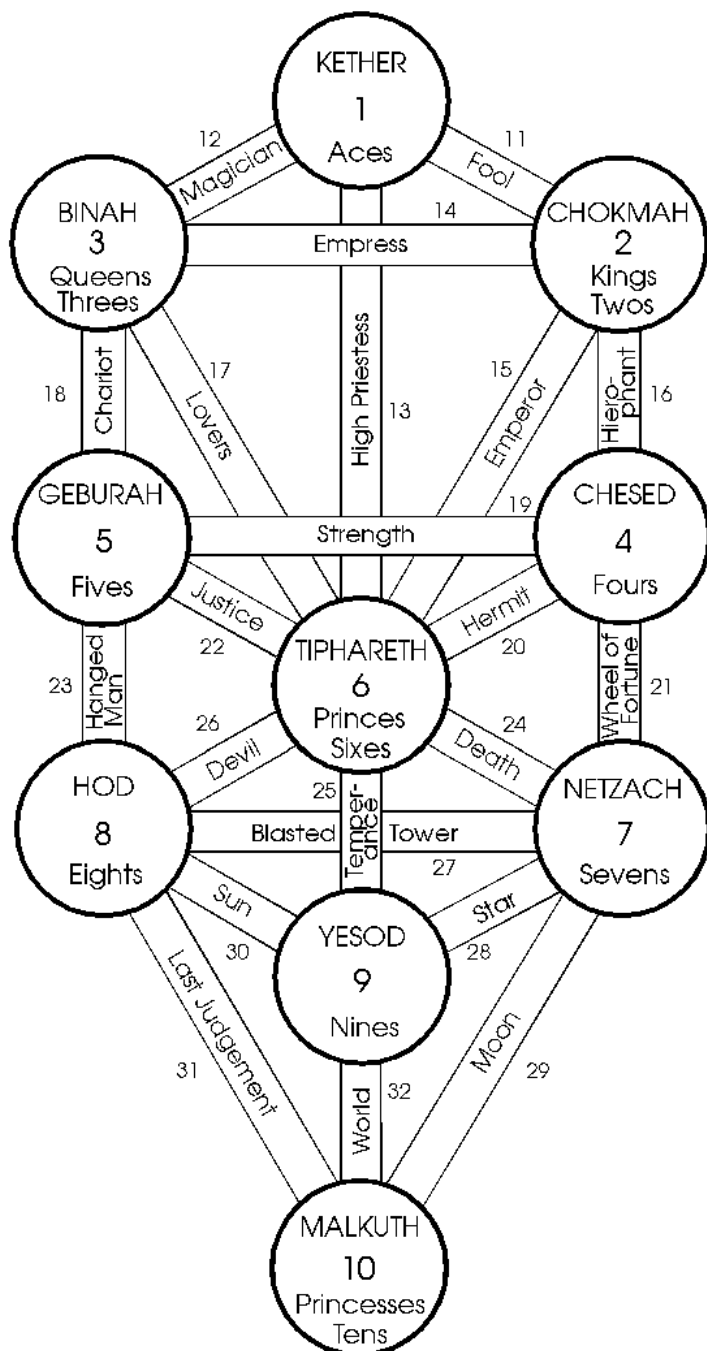 KETHER
1
Aces
12
Magician
11
Fool
BINAH
3
Queens
Threes
14
Empress
CHOKMAH
2
Kings
Twos
18
Chariot
17
Lovers
High Priestess
13
15
Emperor
Hiero-
phant
16
GEBURAH
5
Fives
19
Strength
CHESED
4
Fours
Justice
22
Hermit
20
TIPHARETH
6
Princes
Sixes
23
Hanged
Man
Wheel of
Fortune
21
26
Devil
24
Death
HOD
8
Eights
25
Temper-
ance
Blasted Tower
27
NETZACH
7
Sevens
Sun
30
Star
28
YESOD
9
Nines
Last Judgement
31
World
32
Moon
29
MALKUTH
10
Princesses
Tens